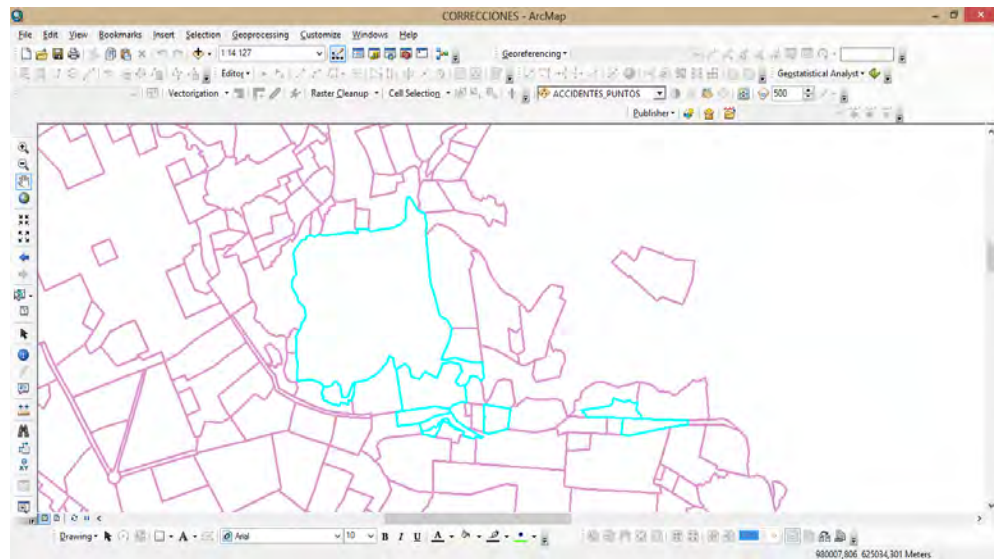 CORRECCIONES - ArcMap
File Edit View Bookmarks Insert Selection Geoprocessing Customize Windows Help
1:14.127 Georeferencing
Editor Geostatistical Analyst
Vectorization Raster Cleanup Cell Selection ACCIDENTES_PUNTOS 500
Publisher
XY
Drawing A Arial 10 B I U A
980007,806 625034,301 Meters